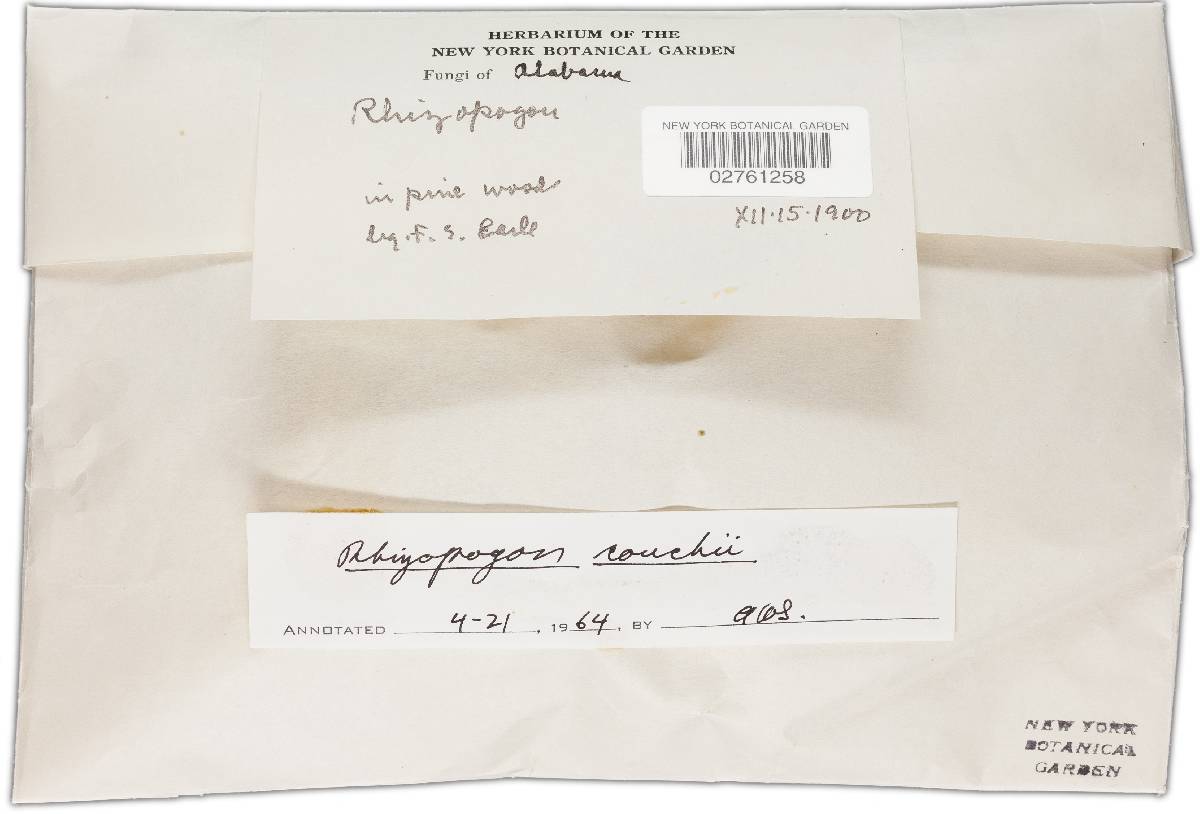 HERBARIUM OF THE
NEW YORK BOTANICAL GARDEN
Fungi of Alabama
Rhizopogon
NEW YORK BOTANICAL GARDEN
02761258
in pine wood
XII·15·1900
leg. F. S. Earle
Rhizopogon couchii
ANNOTATED 4-21, 1964, BY AHS.
NEW YORK
BOTANICAL
GARDEN